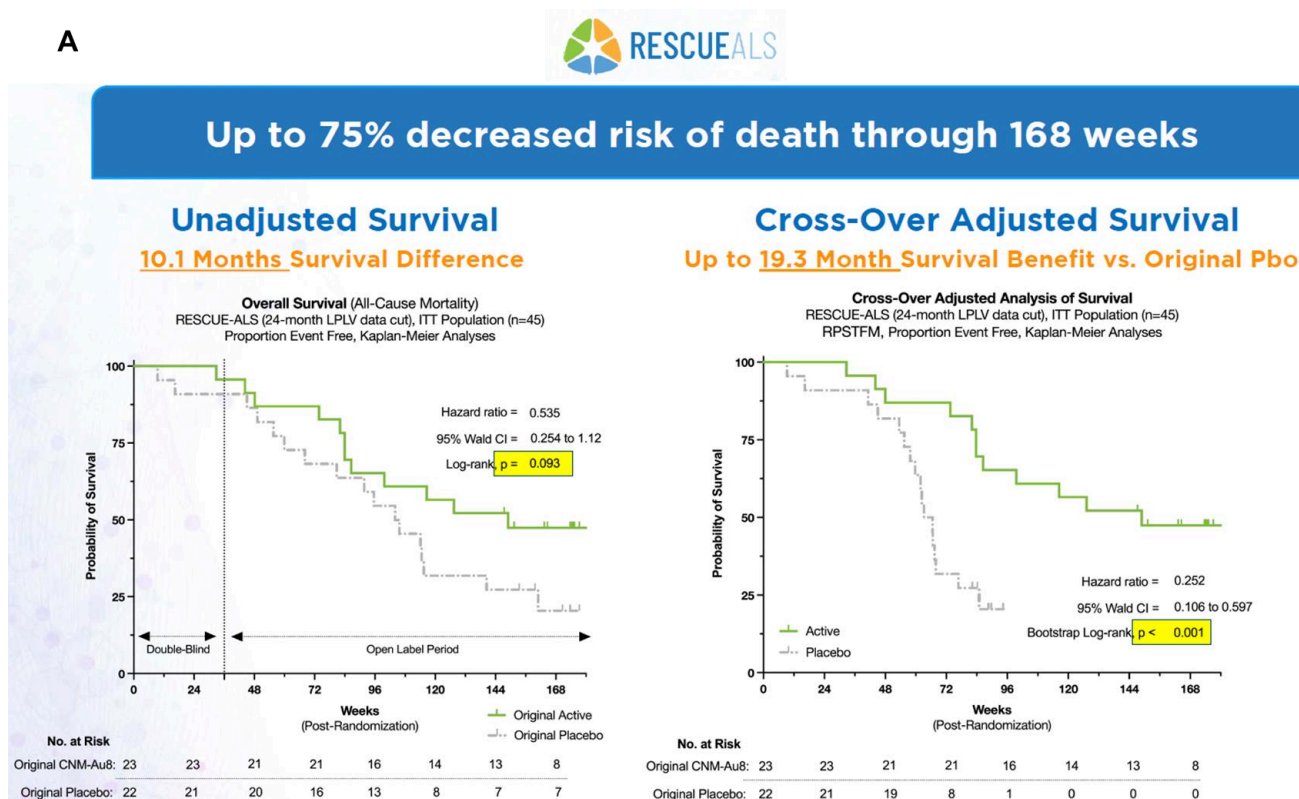 A
RESCUEALS
Up to 75% decreased risk of death through 168 weeks
Unadjusted Survival
10.1 Months Survival Difference
Overall Survival (All-Cause Mortality)
RESCUE-ALS (24-month LPLV data cut), ITT Population (n=45)
Proportion Event Free, Kaplan-Meier Analyses
100
75
50
25
0
Probability of Survival
Hazard ratio = 0.535
95% Wald CI = 0.254 to 1.12
Log-rank, p = 0.093
Double-Blind
Open Label Period
0 24 48 72 96 120 144 168
Weeks
(Post-Randomization)
Original Active
Original Placebo
No. at Risk
Original CNM-Au8: 23 23 21 21 16 14 13 8
Original Placebo: 22 21 20 16 13 8 7 7
Cross-Over Adjusted Survival
Up to 19.3 Month Survival Benefit vs. Original Pbo
Cross-Over Adjusted Analysis of Survival
RESCUE-ALS (24-month LPLV data cut), ITT Population (n=45)
RPSTFM, Proportion Event Free, Kaplan-Meier Analyses
100
75
50
25
0
Probability of Survival
Hazard ratio = 0.252
95% Wald CI = 0.106 to 0.597
Bootstrap Log-rank, p < 0.001
Active
Placebo
0 24 48 72 96 120 144 168
Weeks
(Post-Randomization)
No. at Risk
Original CNM-Au8: 23 23 21 21 16 14 13 8
Original Placebo: 22 21 19 8 1 0 0 0